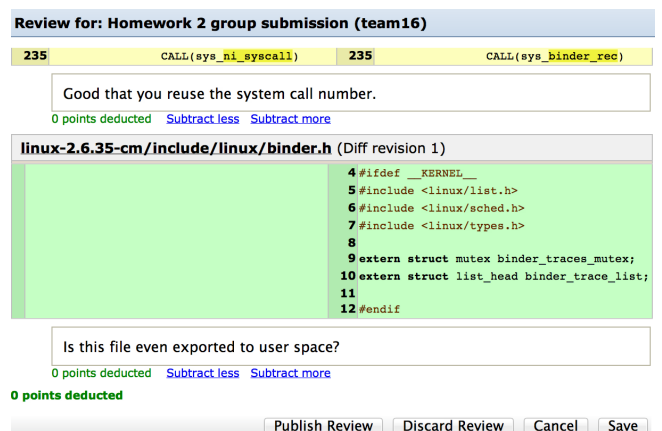 Review for: Homework 2 group submission (team16)
235 CALL(sys_ni_syscall) 235 CALL(sys_binder_rec)
Good that you reuse the system call number.
0 points deducted Subtract less Subtract more
linux-2.6.35-cm/include/linux/binder.h (Diff revision 1)
4 #ifdef __KERNEL__
5 #include <linux/list.h>
6 #include <linux/sched.h>
7 #include <linux/types.h>
8
9 extern struct mutex binder_traces_mutex;
10 extern struct list_head binder_trace_list;
11
12 #endif
Is this file even exported to user space?
0 points deducted Subtract less Subtract more
0 points deducted
Publish Review Discard Review Cancel Save